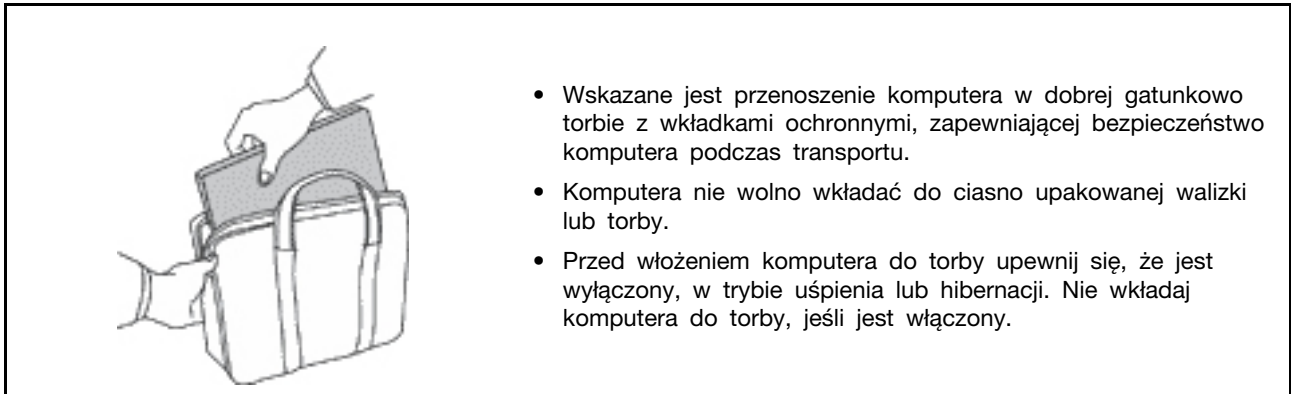 • Wskazane jest przenoszenie komputera w dobrej gatunkowo
torbie z wkładkami ochronnymi, zapewniającej bezpieczeństwo
komputera podczas transportu.
• Komputera nie wolno wkładać do ciasno upakowanej walizki
lub torby.
• Przed włożeniem komputera do torby upewnij się, że jest
wyłączony, w trybie uśpienia lub hibernacji. Nie wkładaj
komputera do torby, jeśli jest włączony.